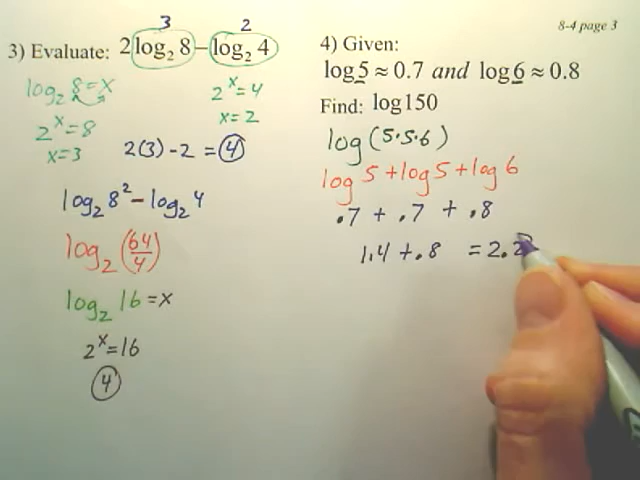 8-4 page 3
3) Evaluate: 2log₂ 8 – log₂ 4
3 2
log₂ 8 = x
2ˣ = 8
x = 3
2ˣ = 4
x = 2
2(3) - 2 = 4
log₂ 8² - log₂ 4
log₂ (64/4)
log₂ 16 = x
2ˣ = 16
4
4) Given:
log 5 ≈ 0.7 and log 6 ≈ 0.8
Find: log 150
log (5·5·6)
log 5 + log 5 + log 6
.7 + .7 + .8
1.4 + .8 = 2.2